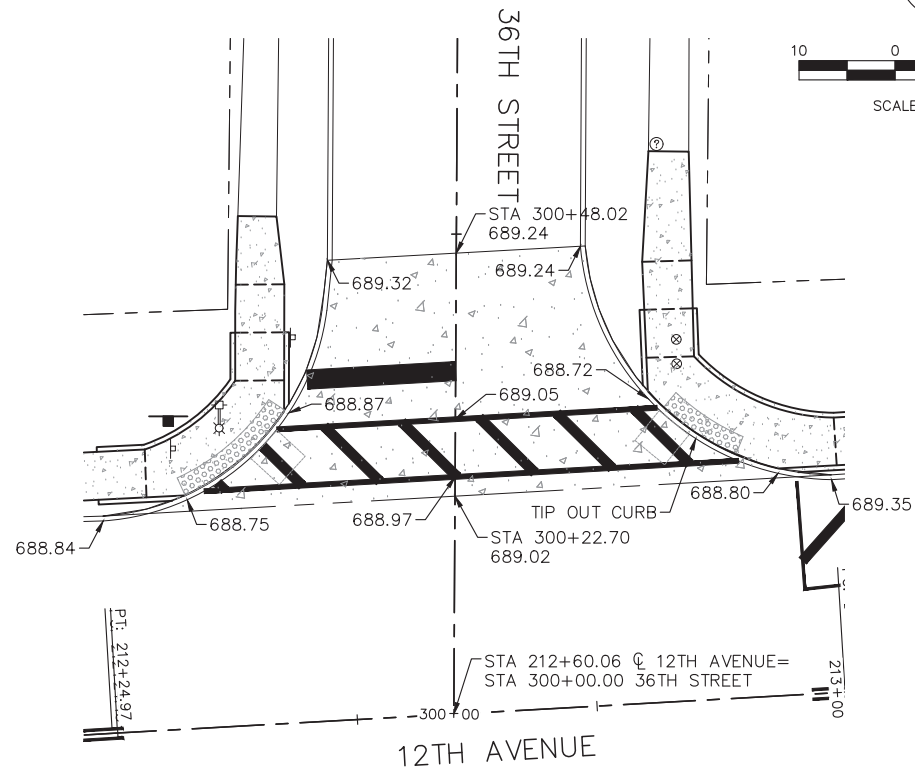 36TH STREET
10
0
SCALE
?
STA 300+48.02
689.24
689.32
689.24
688.72
688.87
689.05
688.75
688.97
688.80
689.35
688.84
TIP OUT CURB
STA 300+22.70
689.02
PT: 212+24.97
STA 212+60.06 ℄ 12TH AVENUE=
STA 300+00.00 36TH STREET
213+00
300+00
12TH AVENUE